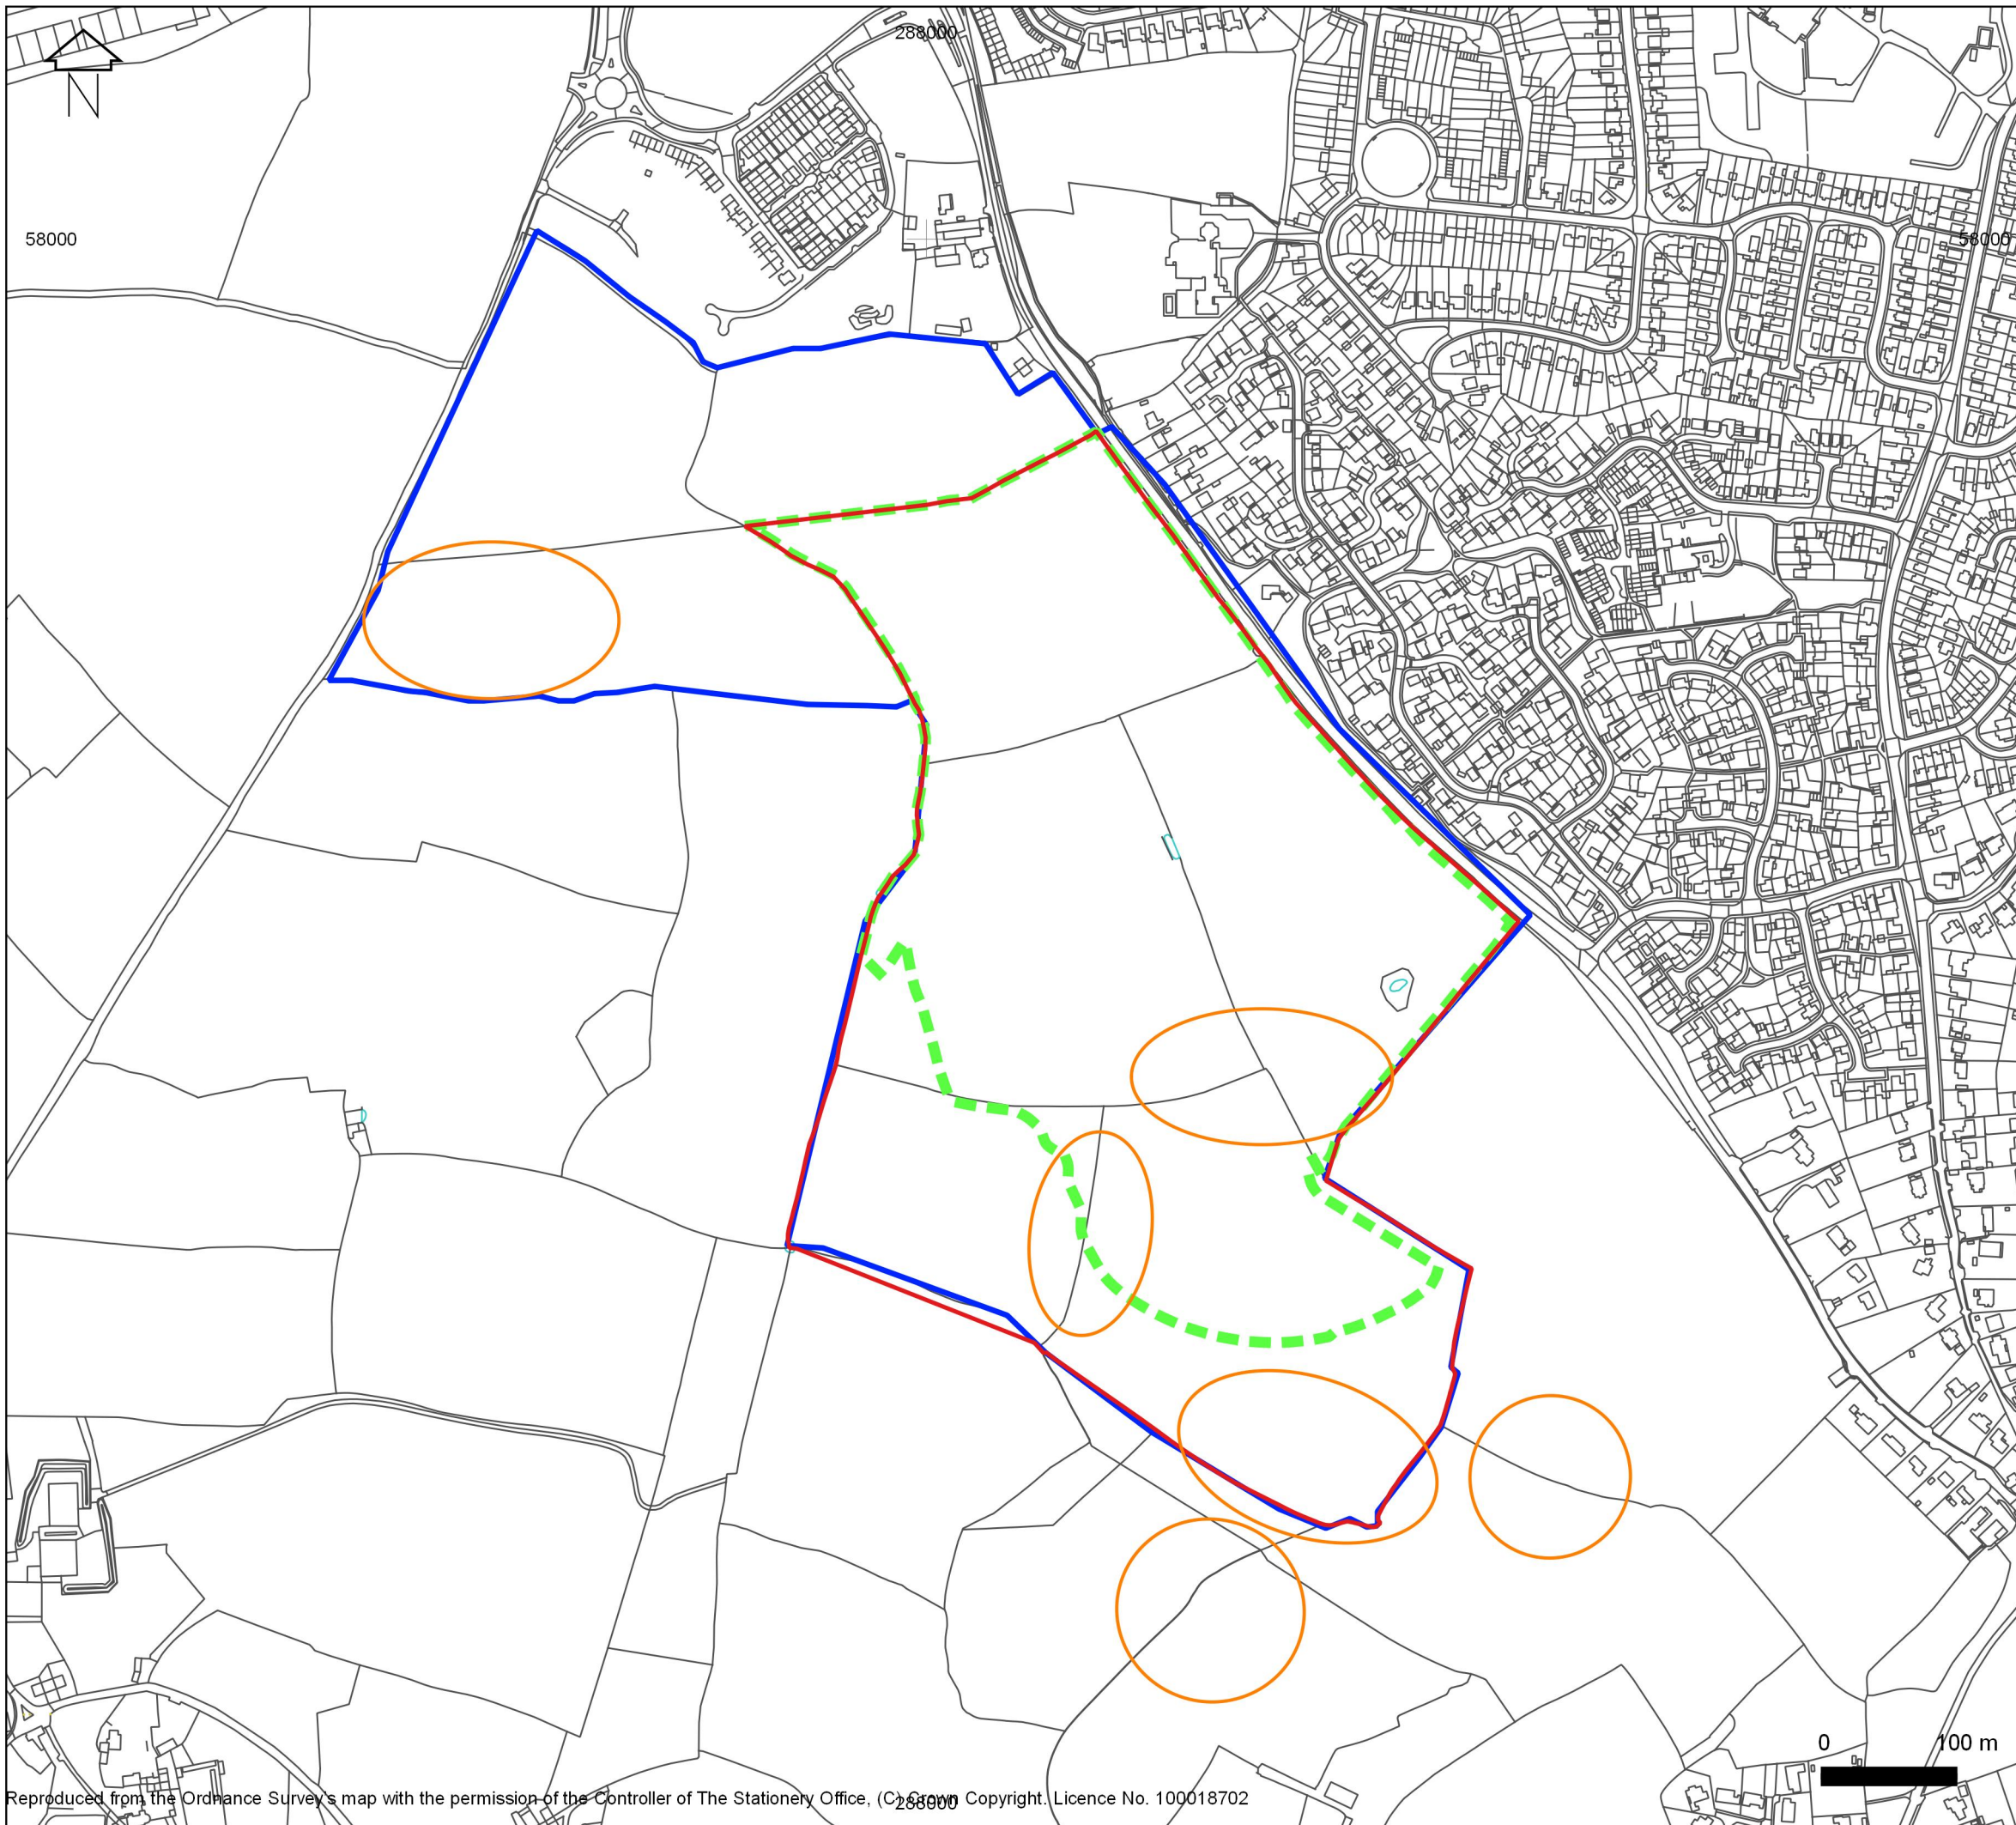 288000
N
58000
58000
0 100 m
Reproduced from the Ordnance Survey's map with the permission of the Controller of The Stationery Office, (C) Crown Copyright. Licence No. 100018702
288000